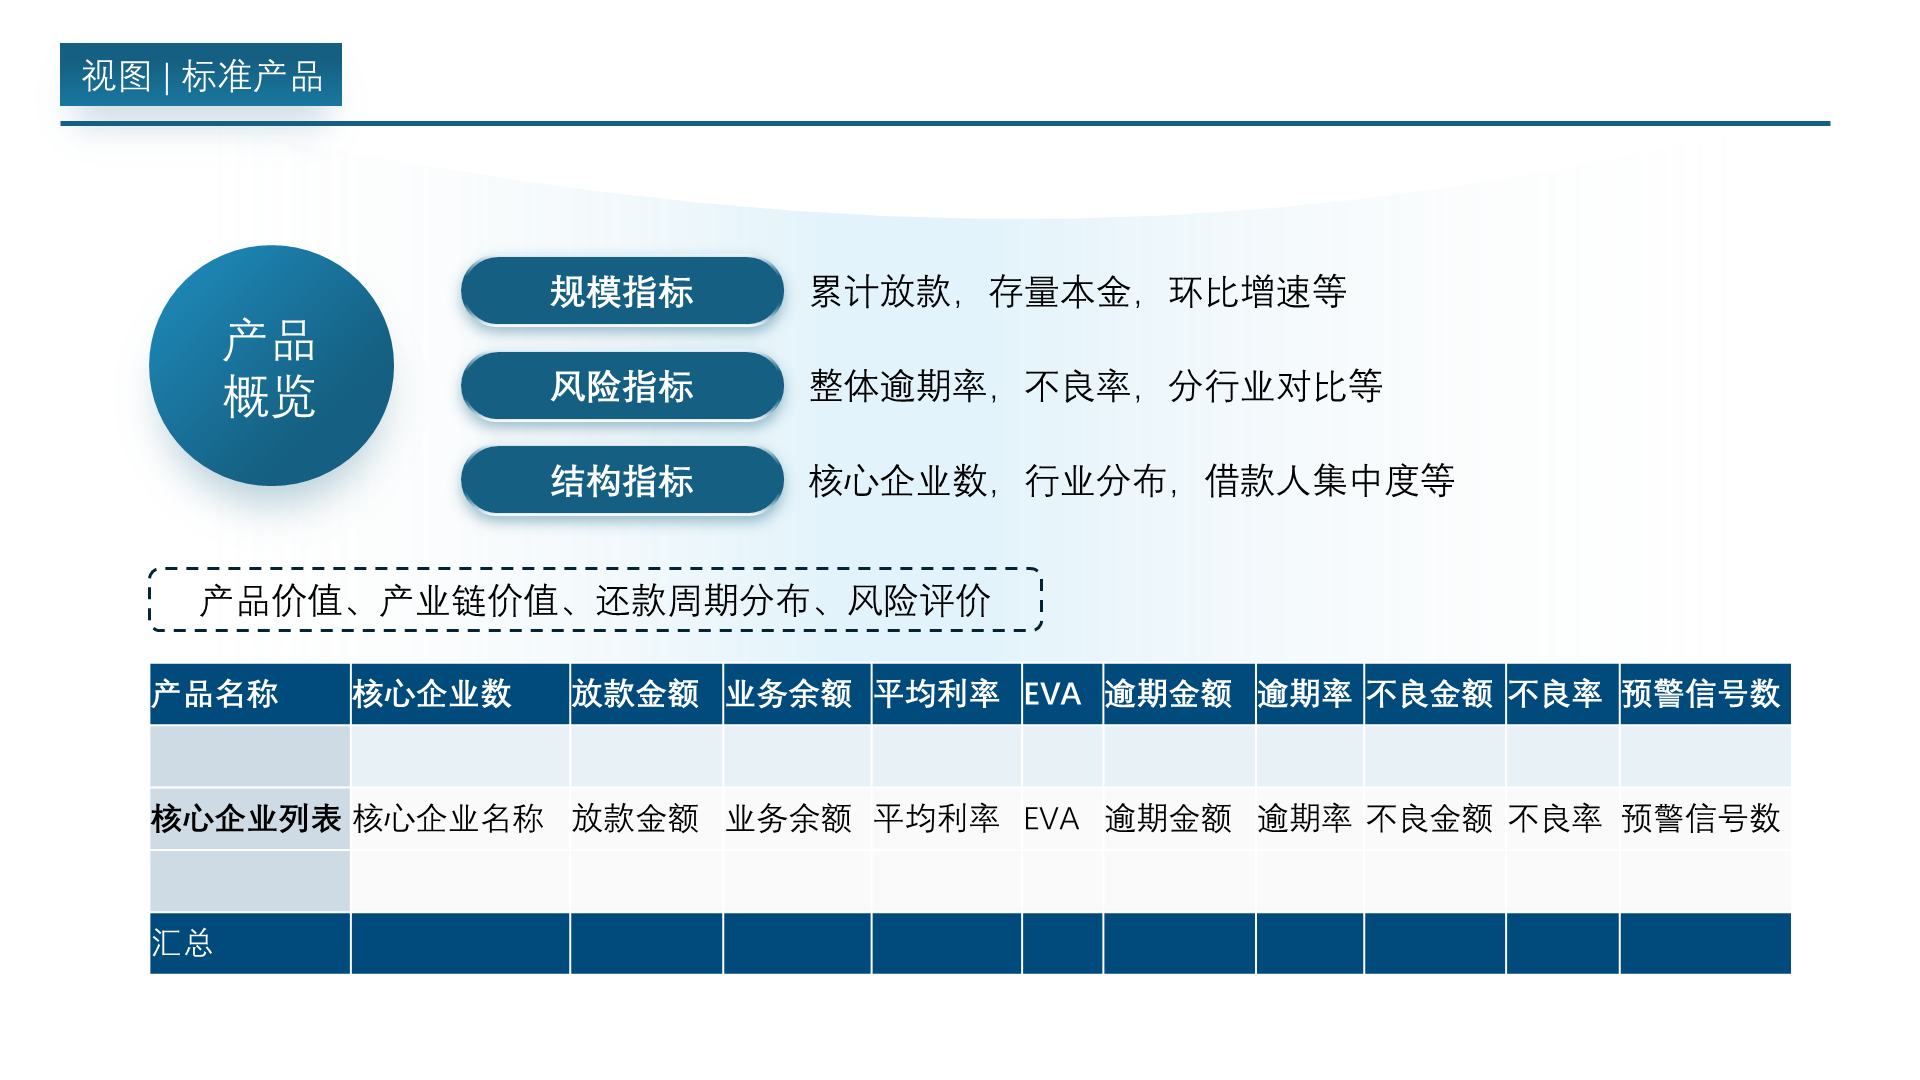 视图 | 标准产品
产品
概览
规模指标
累计放款，存量本金，环比增速等
风险指标
整体逾期率，不良率，分行业对比等
结构指标
核心企业数，行业分布，借款人集中度等
产品价值、产业链价值、还款周期分布、风险评价
产品名称 核心企业数 放款金额 业务余额 平均利率 EVA 逾期金额 逾期率 不良金额 不良率 预警信号数
核心企业列表 核心企业名称 放款金额 业务余额 平均利率 EVA 逾期金额 逾期率 不良金额 不良率 预警信号数
汇总